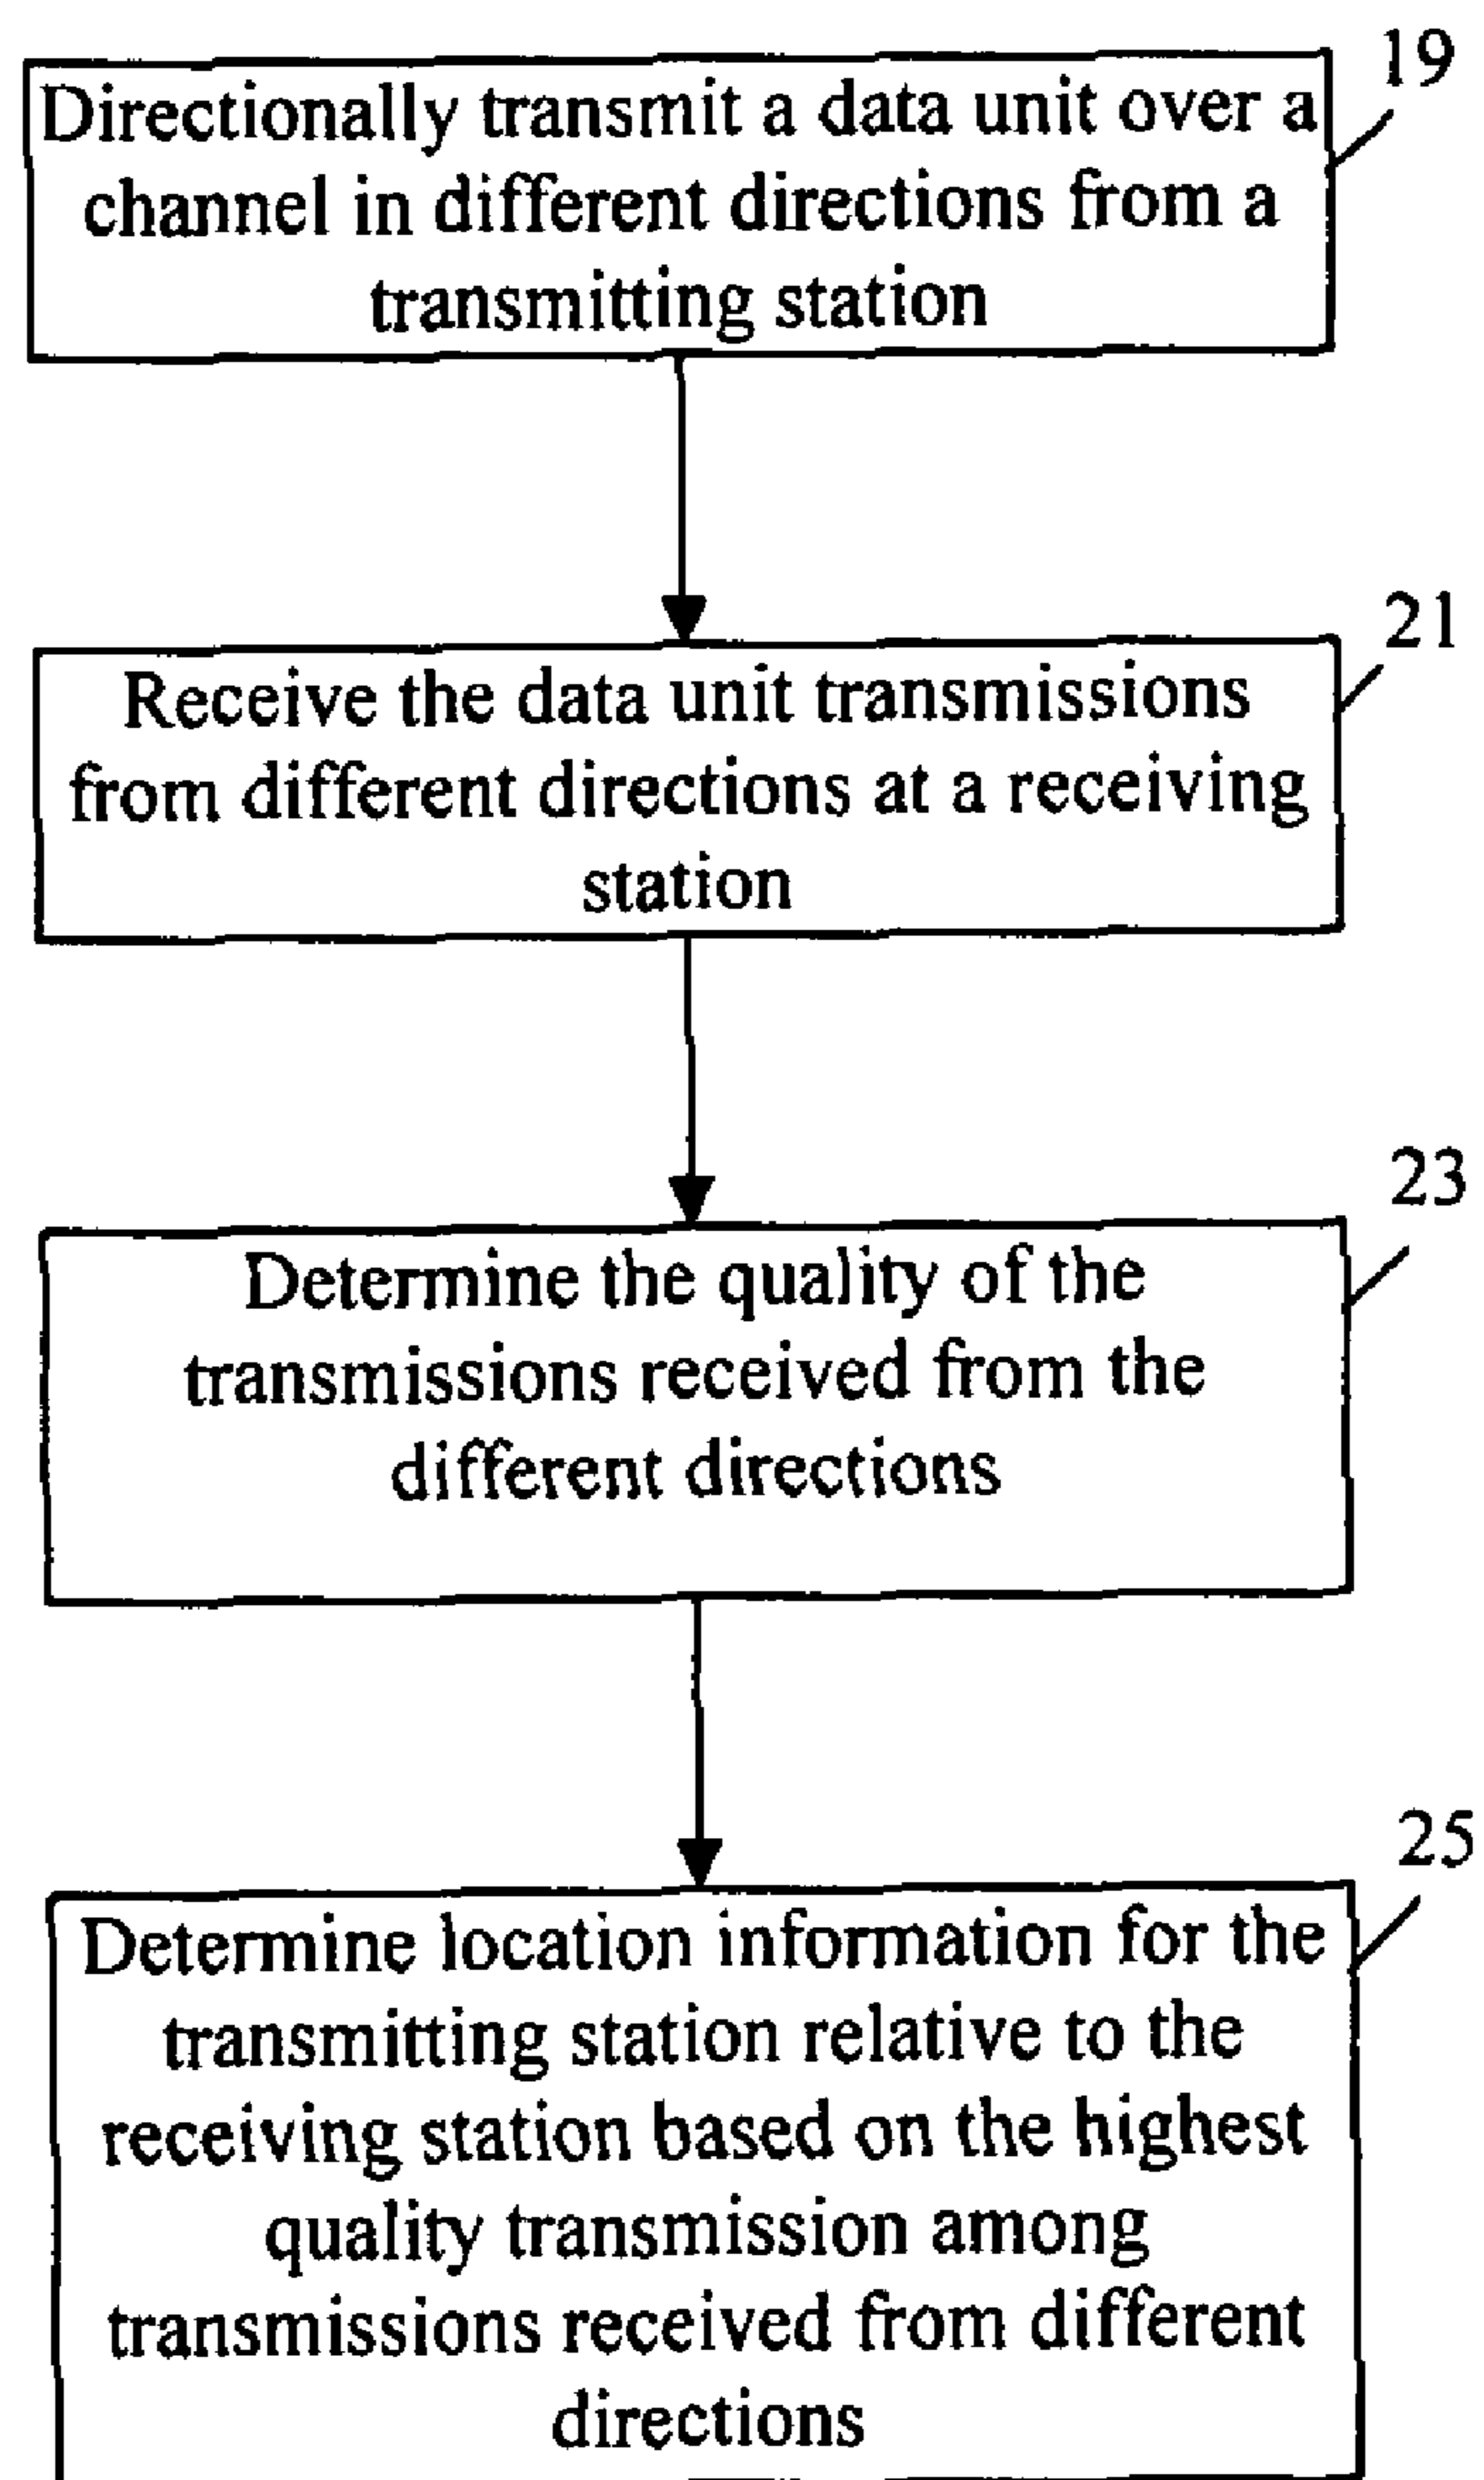 19
Directionally transmit a data unit over a
channel in different directions from a
transmitting station
21
Receive the data unit transmissions
from different directions at a receiving
station
23
Determine the quality of the
transmissions received from the
different directions
25
Determine location information for the
transmitting station relative to the
receiving station based on the highest
quality transmission among
transmissions received from different
directions